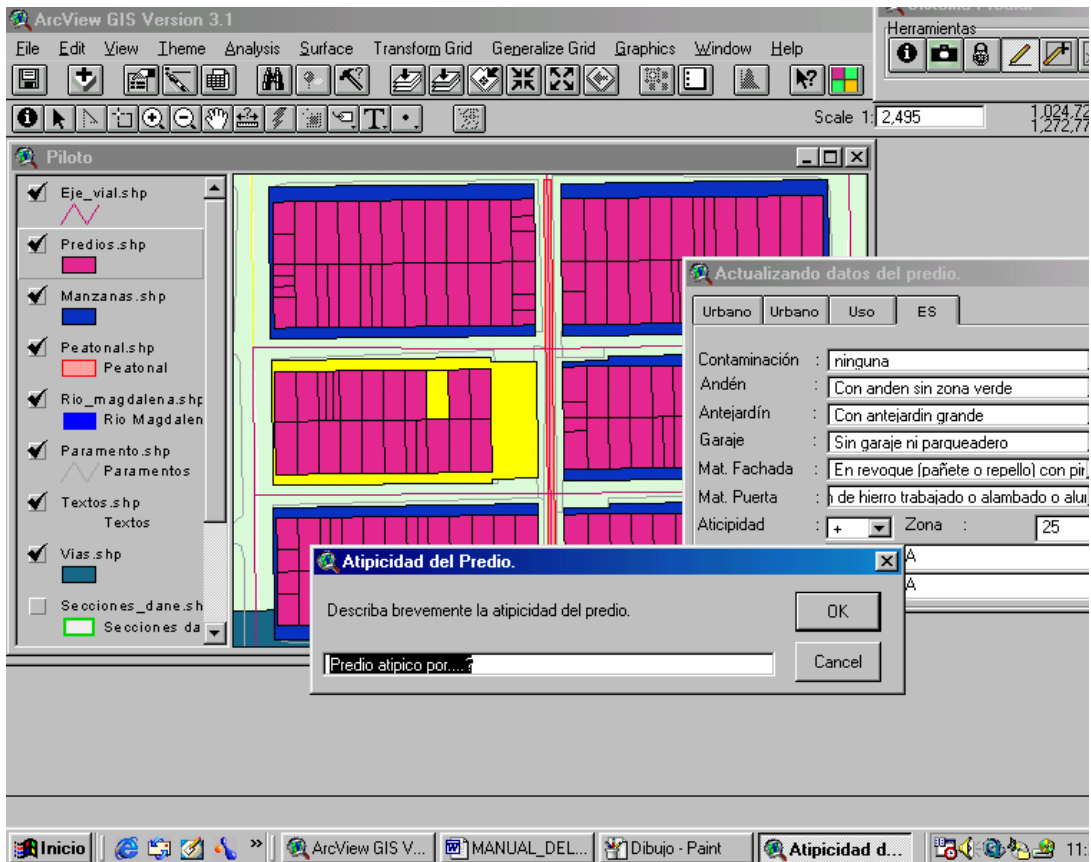 ArcView GIS Version 3.1
File Edit View Theme Analysis Surface Transform Grid Generalize Grid Graphics Window Help
Herramientas
Scale 1: 2,495
Piloto
Eje_vial.shp
Predios.shp
Manzanas.shp
Peatonal.shp
Peatonal
Rio_magdalena.shp
Rio Magdalen
Paramento.shp
Paramentos
Textos.shp
Textos
Vias.shp
Secciones_dane.sh
Secciones da
Actualizando datos del predio.
Urbano Urbano Uso ES
Contaminación : ninguna
Andén : Con anden sin zona verde
Antejardín : Con antejardin grande
Garaje : Sin garaje ni parqueadero
Mat. Fachada : En revoque (pañete o repello) con pin
Mat. Puerta : de hierro trabajado o alambado o alu
Aticipidad : + Zona : 25
A
A
Atipicidad del Predio.
Describa brevemente la atipicidad del predio.
OK
Predio atipico por....?
Cancel
Inicio » ArcView GIS V... MANUAL_DEL... Dibujo - Paint Atipicidad d... 11: